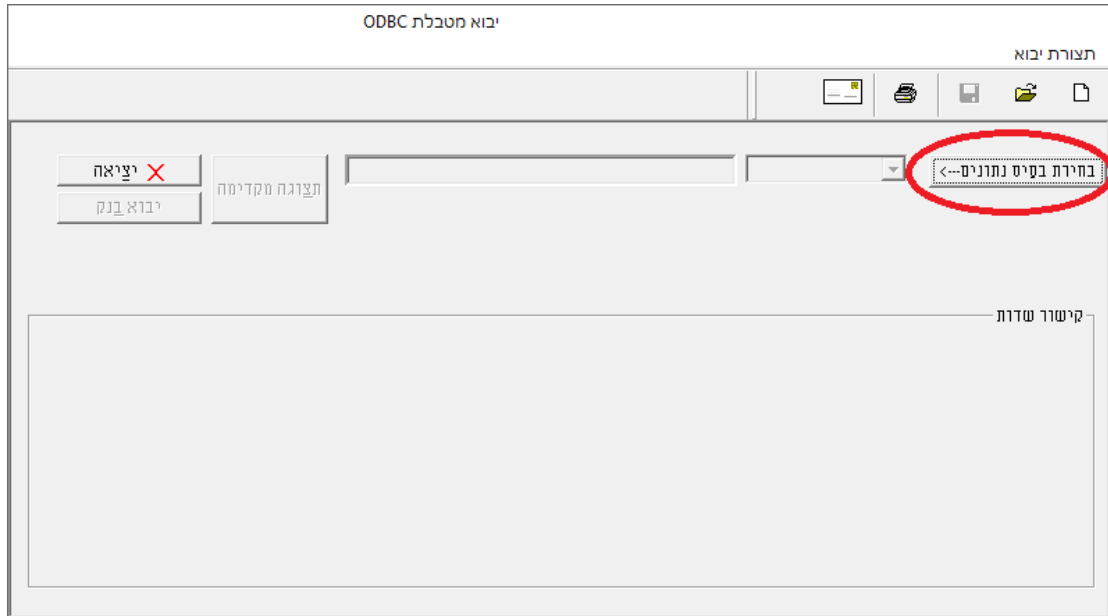 יבוא מטבלת ODBC
תצורת יבוא
בחירת בסיס נתונים--->
תצוגה מקדימה
יציאה
יבוא בנק
קישור שדות